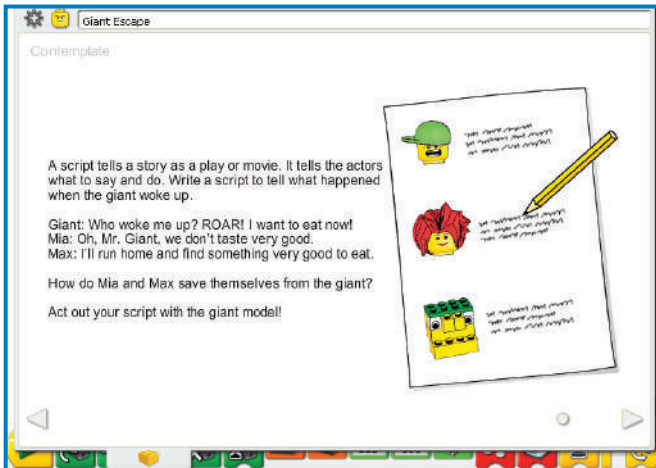 Giant Escape
Contemplate
A script tells a story as a play or movie. It tells the actors
what to say and do. Write a script to tell what happened
when the giant woke up.
Giant: Who woke me up? ROAR! I want to eat now!
Mia: Oh, Mr. Giant, we don't taste very good.
Max: I'll run home and find something very good to eat.
How do Mia and Max save themselves from the giant?
Act out your script with the giant model!